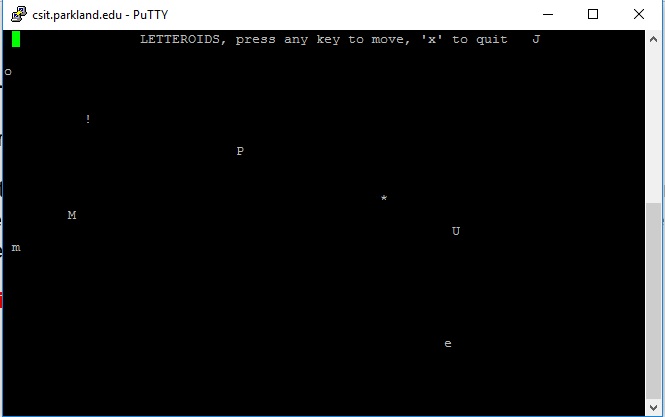 csit.parkland.edu - PuTTY
LETTEROIDS, press any key to move, 'x' to quit J
o
!
P
*
M
U
m
e